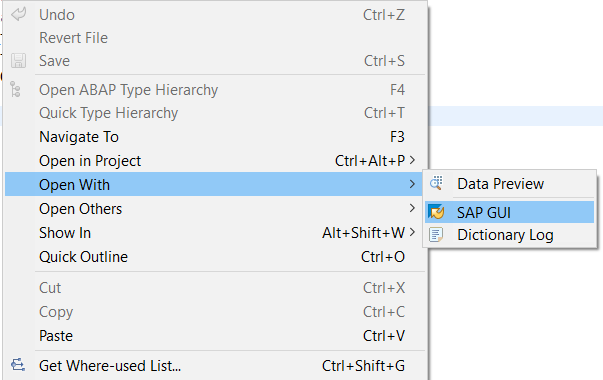 Undo Ctrl+Z
Revert File
Save Ctrl+S
Open ABAP Type Hierarchy F4
Quick Type Hierarchy Ctrl+T
Navigate To F3
Open in Project Ctrl+Alt+P
Open With
Data Preview
Open Others
SAP GUI
Show In Alt+Shift+W
Dictionary Log
Quick Outline Ctrl+O
Cut Ctrl+X
Copy Ctrl+C
Paste Ctrl+V
Get Where-used List... Ctrl+Shift+G